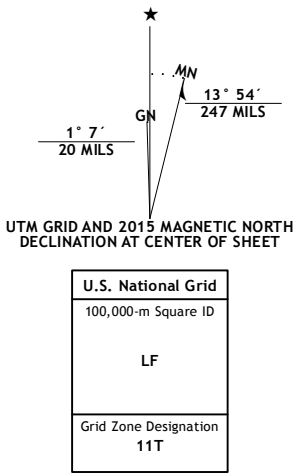 ★
MN
GN
13° 54´
247 MILS
1° 7´
20 MILS
UTM GRID AND 2015 MAGNETIC NORTH
DECLINATION AT CENTER OF SHEET
U.S. National Grid
100,000-m Square ID
LF
Grid Zone Designation
11T